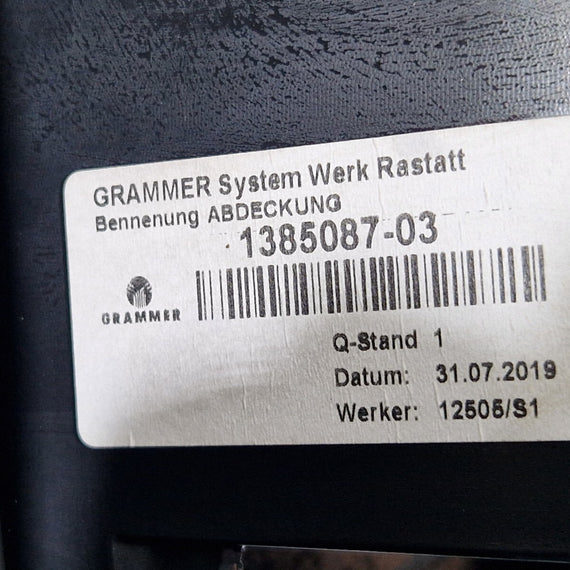 GRAMMER System Werk Rastatt
Bennenung ABDECKUNG
1385087-03
GRAMMER
Q-Stand 1
Datum: 31.07.2019
Werker: 12505/S1